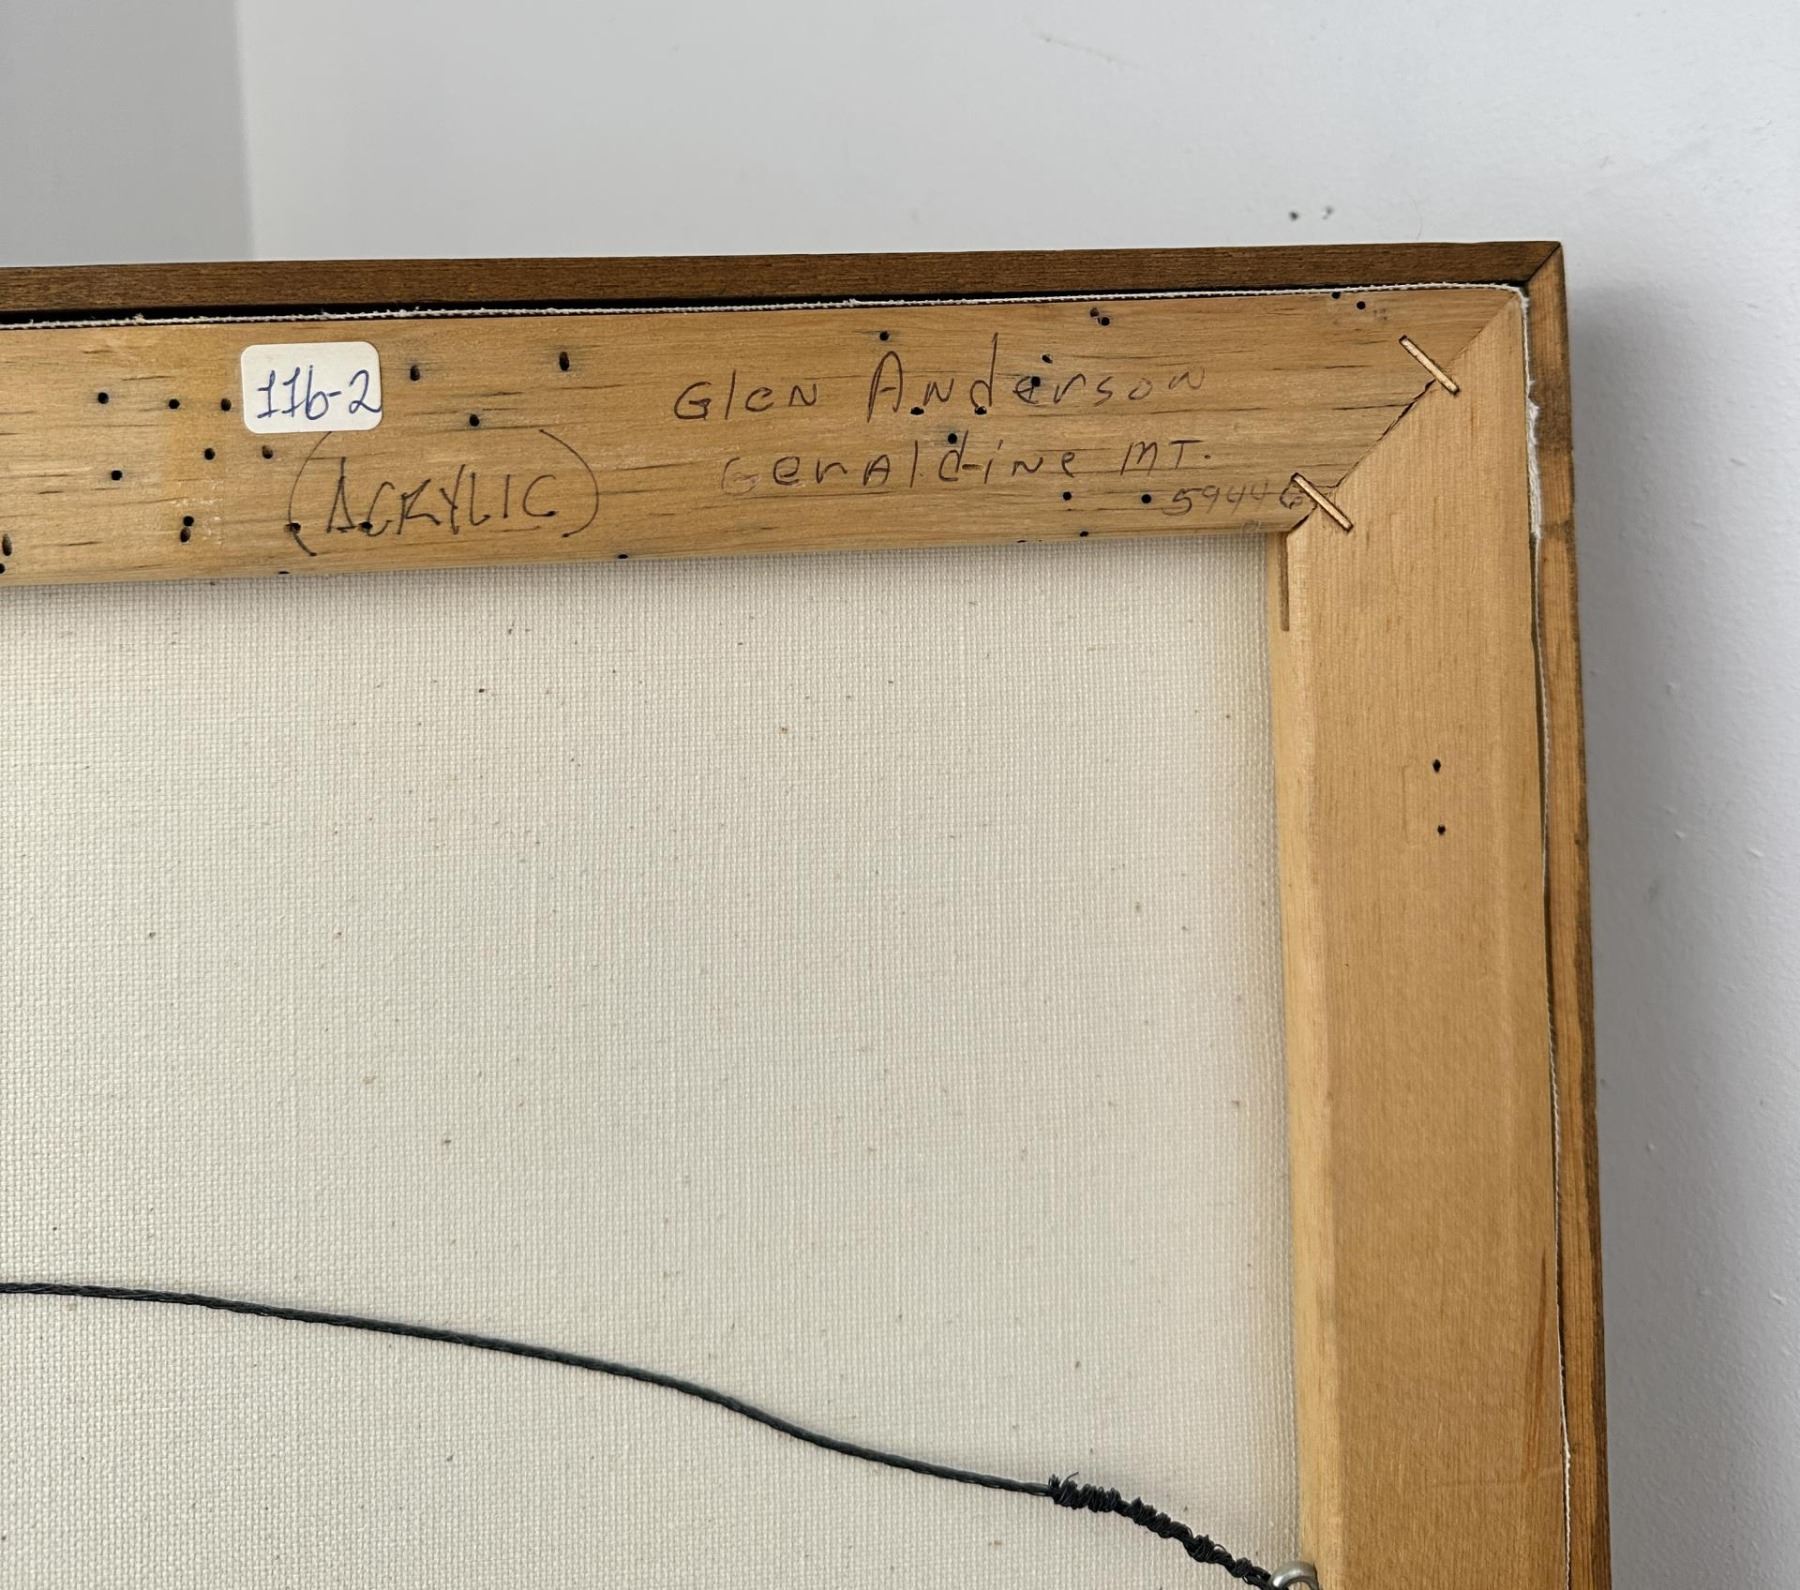 116-2
Glen Anderson
(ACRYLIC)
Geraldine MT.
59446